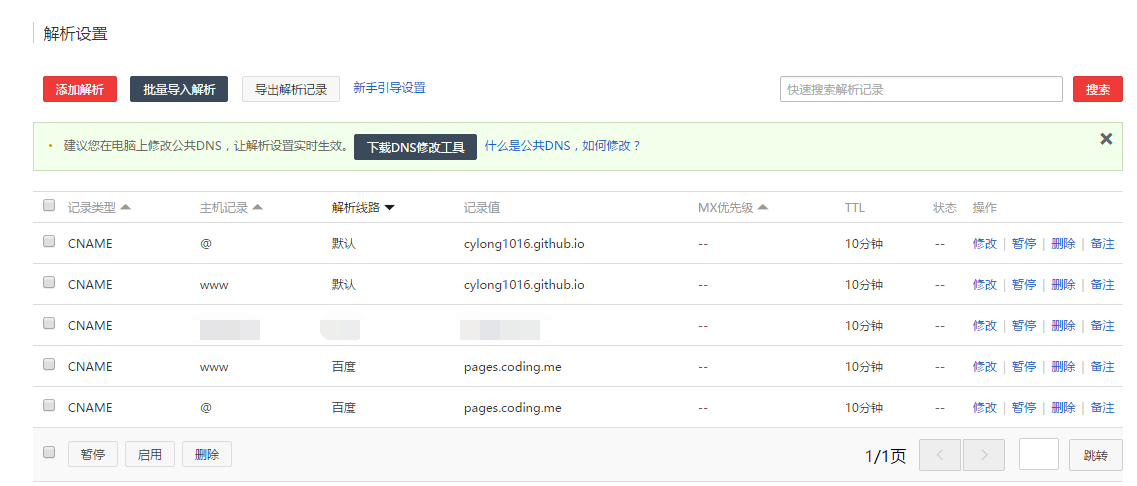 解析设置
添加解析 批量导入解析 导出解析记录 新手引导设置 快速搜索解析记录 搜索
建议您在电脑上修改公共DNS，让解析设置实时生效。 下载DNS修改工具 什么是公共DNS，如何修改？
记录类型 主机记录 解析线路 记录值 MX优先级 TTL 状态 操作
CNAME @ 默认 cylong1016.github.io -- 10分钟 -- 修改 | 暂停 | 删除 | 备注
CNAME www 默认 cylong1016.github.io -- 10分钟 -- 修改 | 暂停 | 删除 | 备注
CNAME -- 10分钟 -- 修改 | 暂停 | 删除 | 备注
CNAME www 百度 pages.coding.me -- 10分钟 -- 修改 | 暂停 | 删除 | 备注
CNAME @ 百度 pages.coding.me -- 10分钟 -- 修改 | 暂停 | 删除 | 备注
暂停 启用 删除 1/1页 跳转